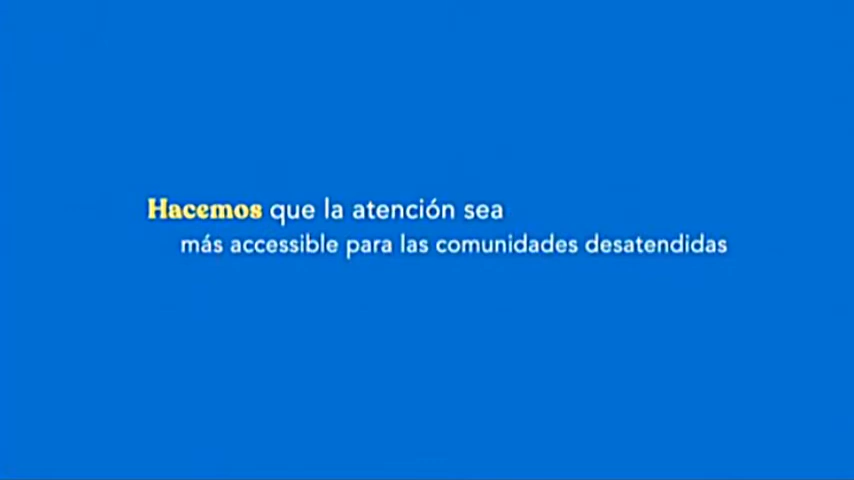 Hacemos que la atención sea
más accessible para las comunidades desatendidas